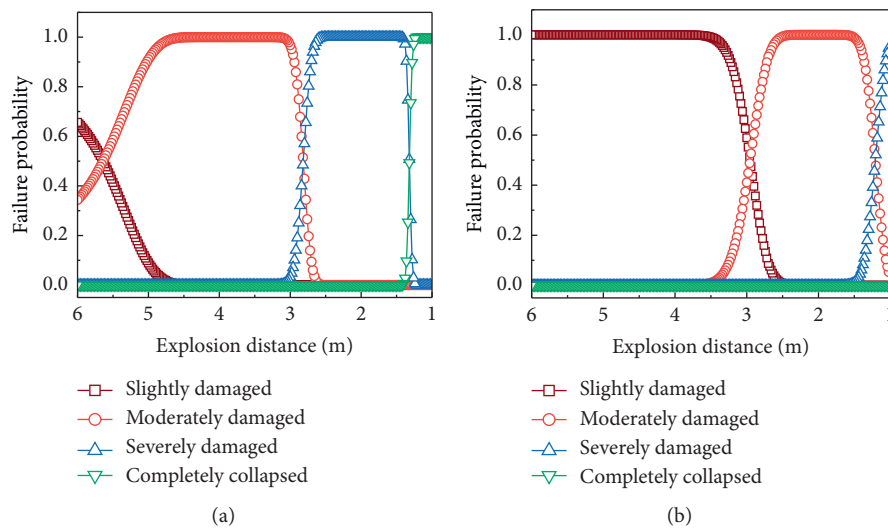 1.0
0.8
0.6
0.4
0.2
0.0
Failure probability
6 5 4 3 2 1
Explosion distance (m)
Slightly damaged
Moderately damaged
Severely damaged
Completely collapsed
(a)
1.0
0.8
0.6
0.4
0.2
0.0
Failure probability
6 5 4 3 2 1
Explosion distance (m)
Slightly damaged
Moderately damaged
Severely damaged
Completely collapsed
(b)